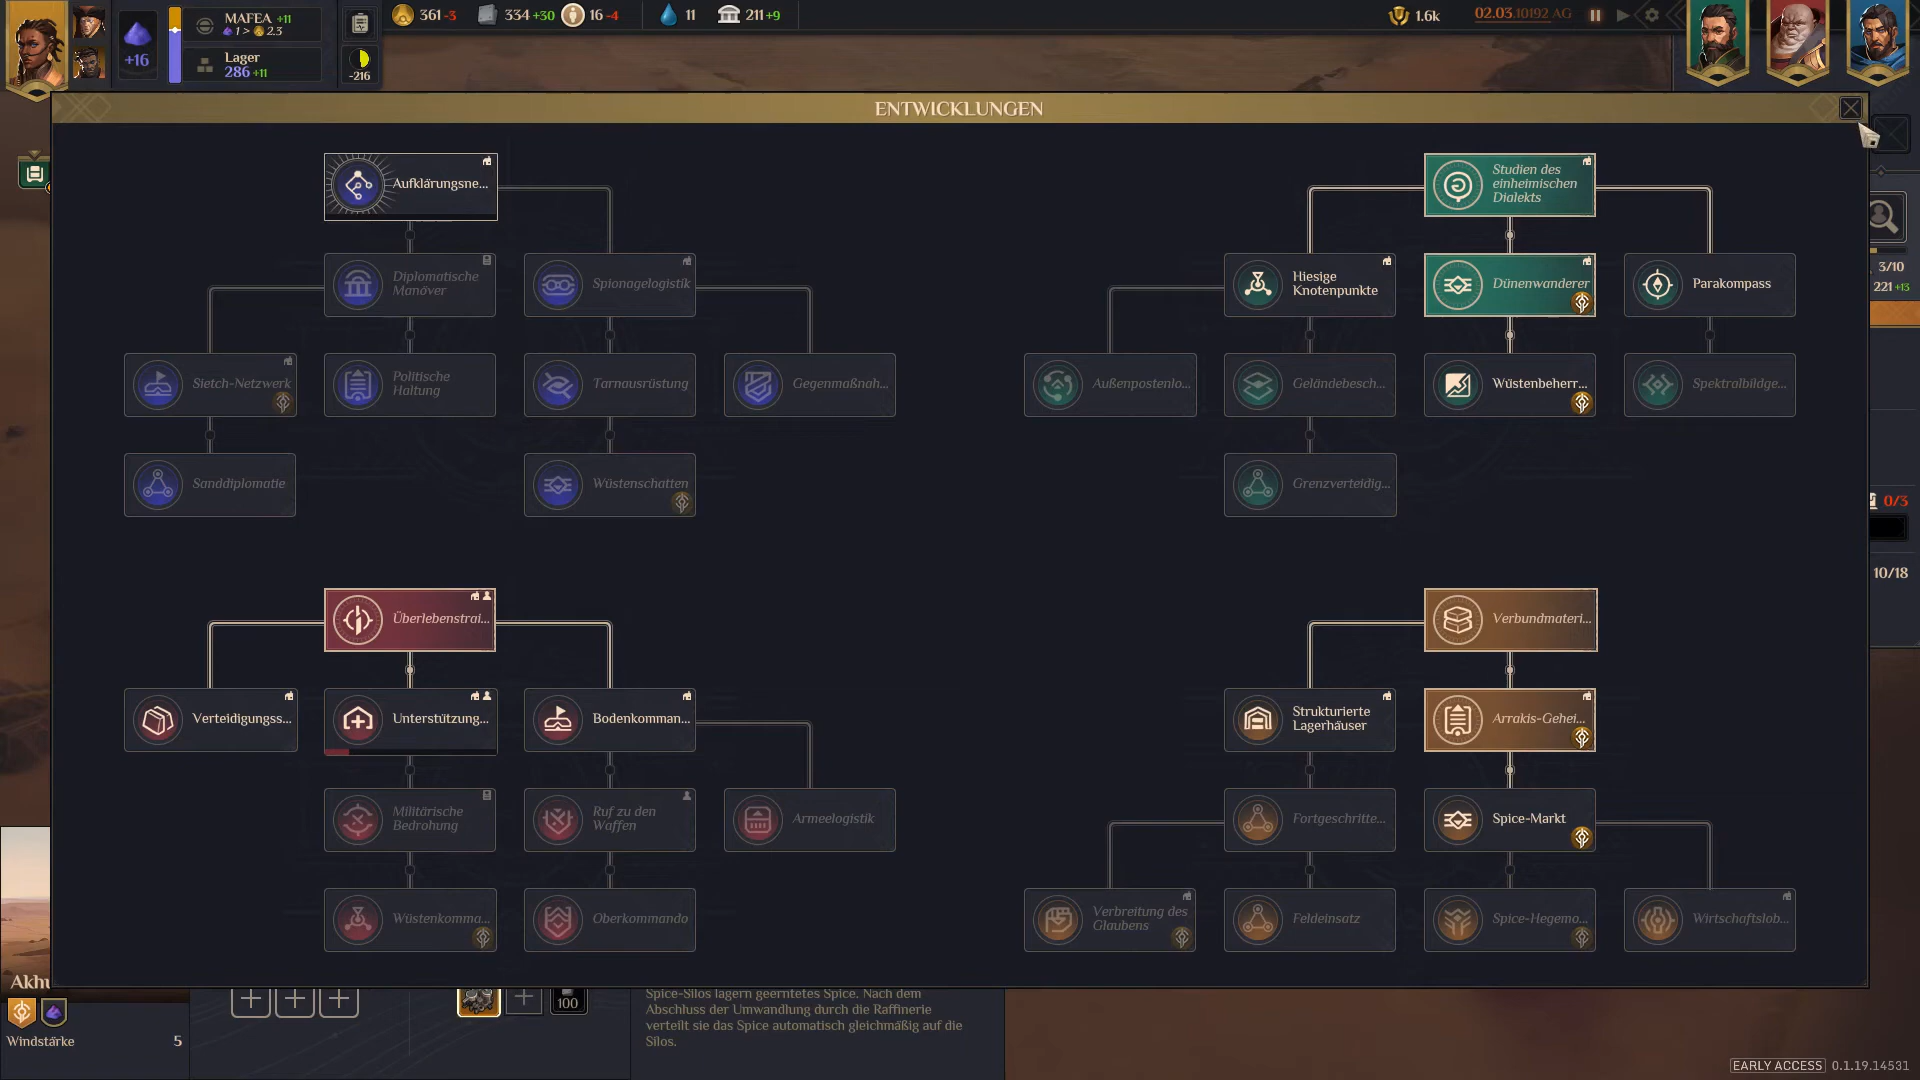 MAFEA +11
1 > 2.3
+16
Lager
286 +11
-216
361 -3
334 +30
16 -4
11
211 +9
1.6k
02.03.10192 AG
ENTWICKLUNGEN
Aufklärungsne...
Diplomatische
Manöver
Spionagelogistik
Sietch-Netzwerk
Politische
Haltung
Tarnausrüstung
Gegenmaßnah...
Sanddiplomatie
Wüstenschatten
Studien des
einheimischen
Dialekts
Hiesige
Knotenpunkte
Dünenwanderer
Parakompass
Außenpostenlo...
Geländebesch...
Wüstenbeherr...
Spektralbildge...
Grenzverteidig...
Überlebenstrai...
Verteidigungss...
Unterstützung...
Bodenkomman...
Militärische
Bedrohung
Ruf zu den
Waffen
Armeelogistik
Wüstenkomma...
Oberkommando
Verbundmateri...
Strukturierte
Lagerhäuser
Arrakis-Gehei...
Fortgeschritte...
Spice-Markt
Verbreitung des
Glaubens
Feldeinsatz
Spice-Hegemo...
Wirtschaftslob...
3/10
221 +13
0/3
10/18
Windstärke 5
100
Spice-Silos lagern geerntetes Spice. Nach dem
Abschluss der Umwandlung durch die Raffinerie
verteilt sie das Spice automatisch gleichmäßig auf die
Silos.
EARLY ACCESS 0.1.19.14531